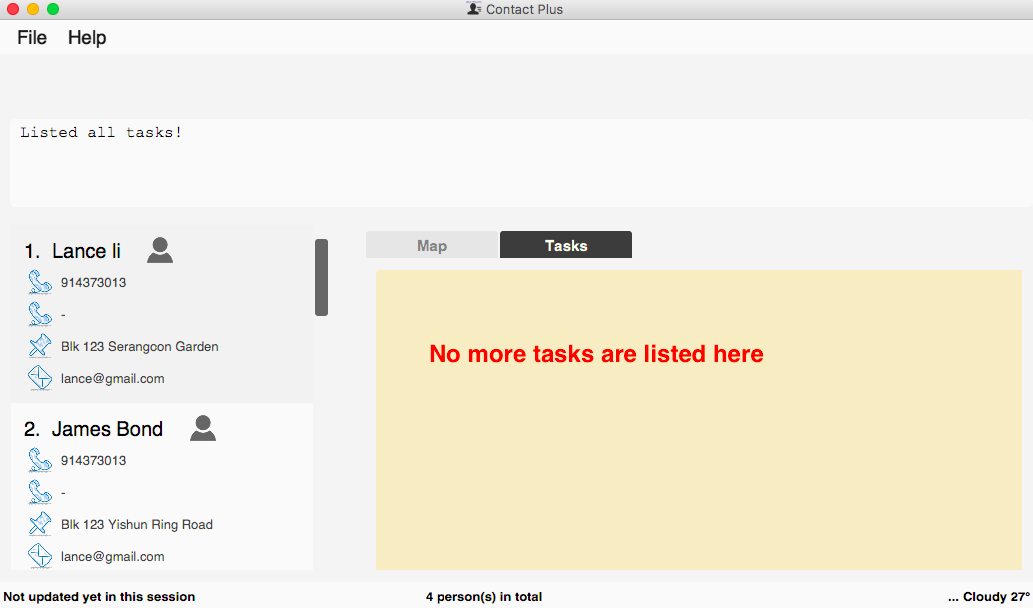 Contact Plus
File Help
Listed all tasks!
1. Lance li
914373013
-
Blk 123 Serangoon Garden
lance@gmail.com
2. James Bond
914373013
-
Blk 123 Yishun Ring Road
lance@gmail.com
Map Tasks
No more tasks are listed here
Not updated yet in this session 4 person(s) in total ... Cloudy 27°